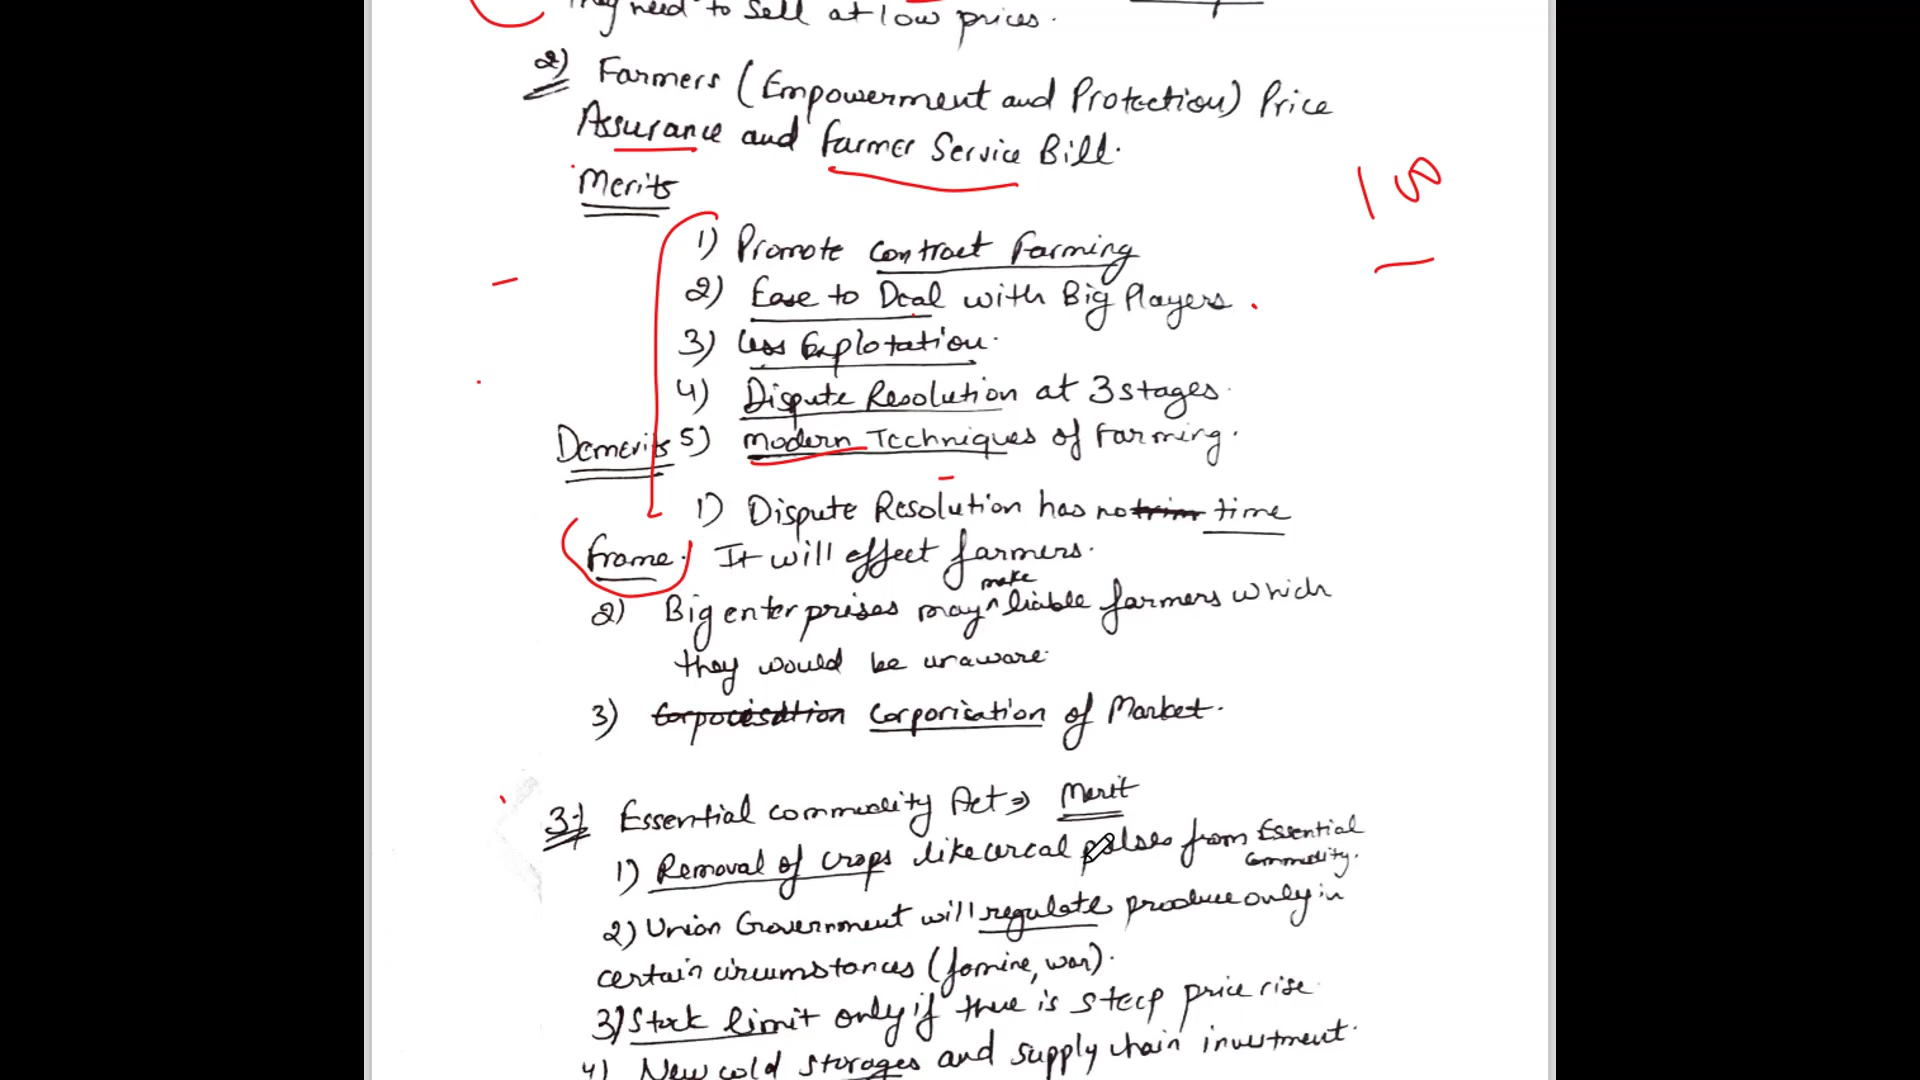 They need to sell at low prices.
2) Farmers (Empowerment and Protection) Price
Assurance and Farmer Service Bill.
Merits
1) Promote Contract Farming
2) Ease to Deal with Big Players.
3) Less Explotation.
4) Dispute Resolution at 3 stages.
Demerits 5) Modern Techniques of Farming.
1) Dispute Resolution has no time
frame. It will effect farmers.
2) Big enterprises may make liable farmers which
they would be unaware.
3) Corporisation of Market.
3) Essential commodity Act ⇒ Merit
1) Removal of crops like cereal pulses from Essential
Commodity.
2) Union Government will regulate produce only in
certain circumstances (famine, war).
3) Stock limit only if there is steep price rise.
4) New cold storages and supply chain investment.